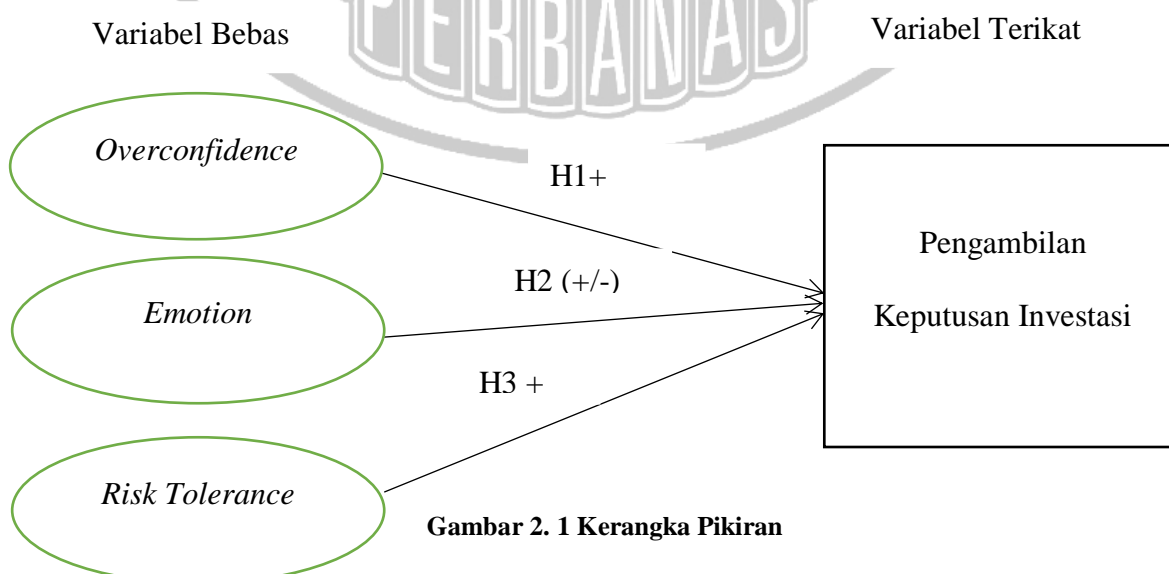 Variabel Bebas
Variabel Terikat
PERBANAS
Overconfidence
H1+
Pengambilan
Keputusan Investasi
Emotion
H2 (+/-)
H3 +
Risk Tolerance
Gambar 2. 1 Kerangka Pikiran